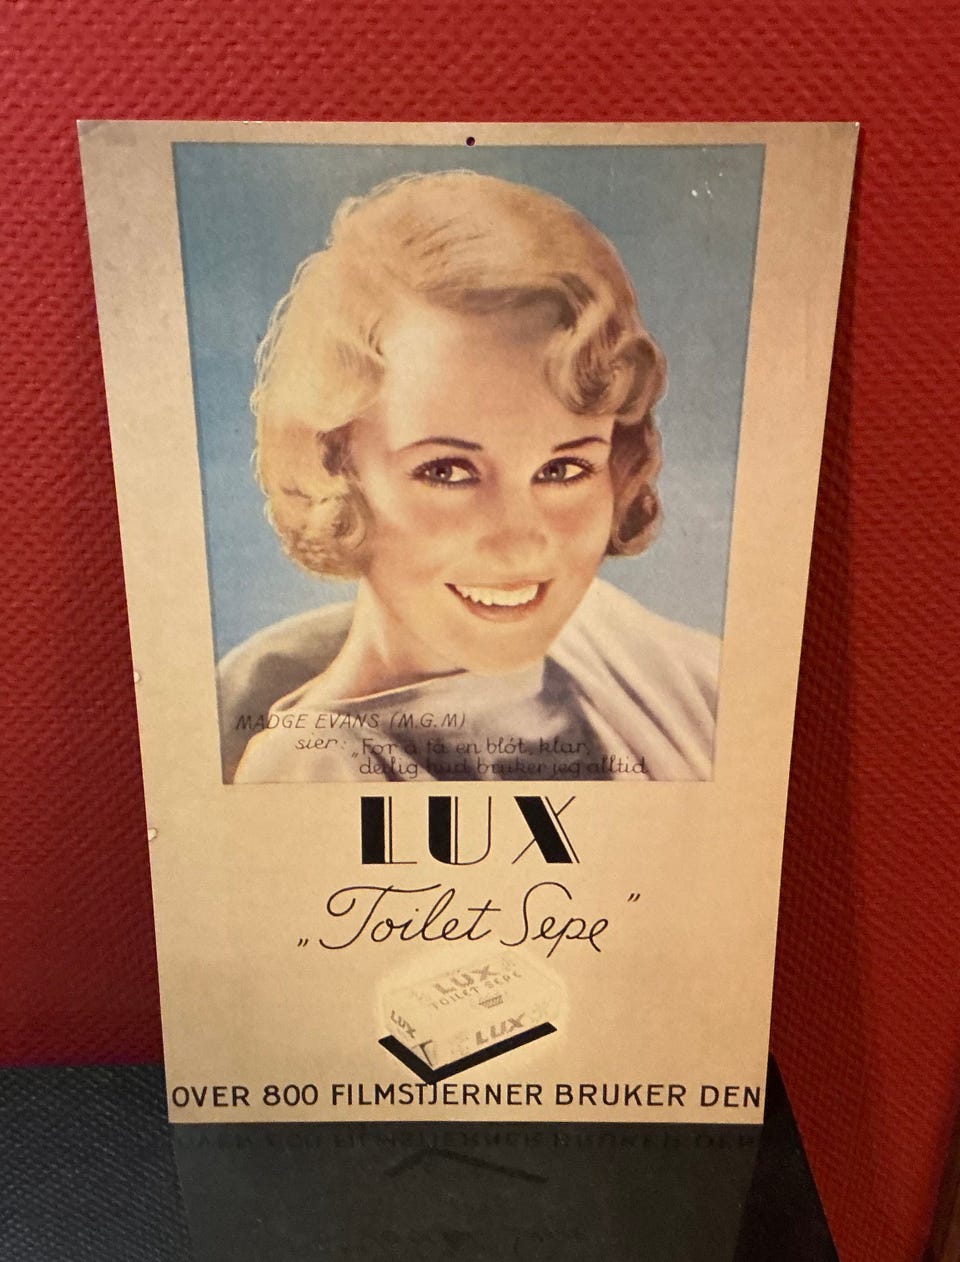 MADGE EVANS (M.G.M)
sier: „For å få en blöt, klar,
deilig hud bruker jeg alltid
LUX
„Toilet Sepe”
LUX
TOILET SEPE
LUX
LUX
OVER 800 FILMSTJERNER BRUKER DEN